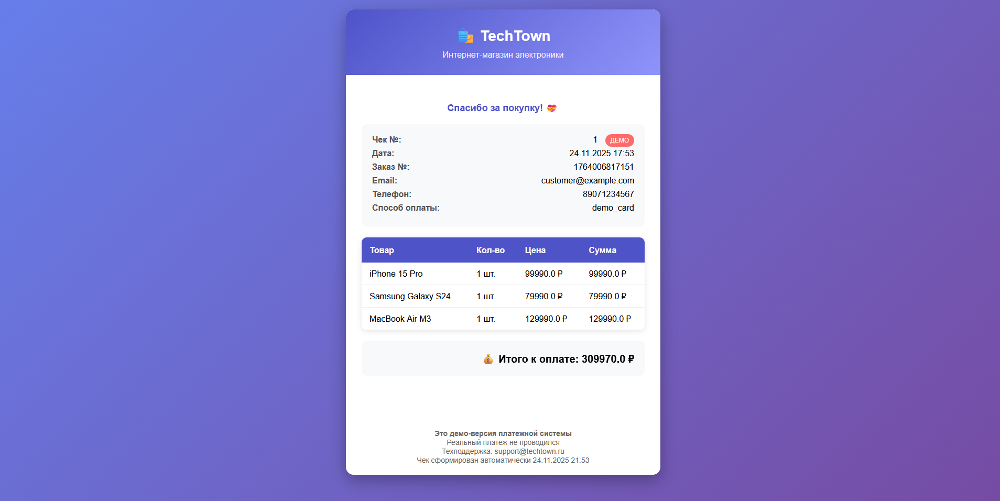 TechTown
Интернет-магазин электроники
Спасибо за покупку!
Чек №: 1 ДЕМО
Дата: 24.11.2025 17:53
Заказ №: 1764006817151
Email: customer@example.com
Телефон: 89071234567
Способ оплаты: demo_card
Товар Кол-во Цена Сумма
iPhone 15 Pro 1 шт. 99990.0 ₽ 99990.0 ₽
Samsung Galaxy S24 1 шт. 79990.0 ₽ 79990.0 ₽
MacBook Air M3 1 шт. 129990.0 ₽ 129990.0 ₽
Итого к оплате: 309970.0 ₽
Это демо-версия платежной системы
Реальный платеж не проводился
Техподдержка: support@techtown.ru
Чек сформирован автоматически 24.11.2025 21:53